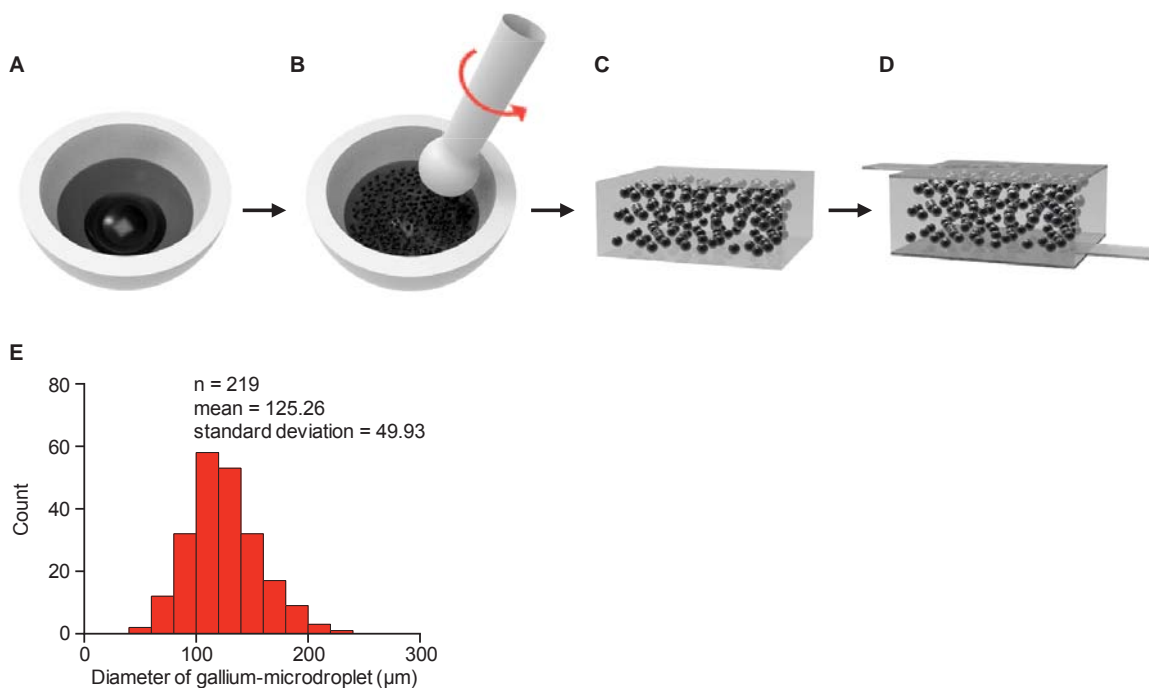 A
B
C
D
E
n = 219
mean = 125.26
standard deviation = 49.93
80
60
40
20
0
Count
0
100
200
300
Diameter of gallium-microdroplet (μm)